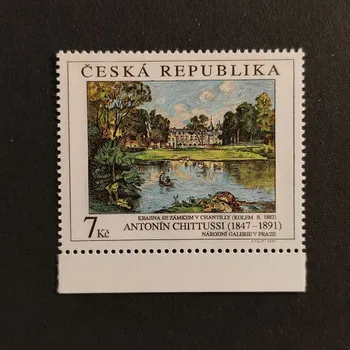 ČESKÁ REPUBLIKA
KRAJINA SE ZÁMKEM V CHANTILLY (KOLEM R. 1883)
7 Kč
ANTONÍN CHITTUSSI (1847–1891)
NÁRODNÍ GALERIE V PRAZE